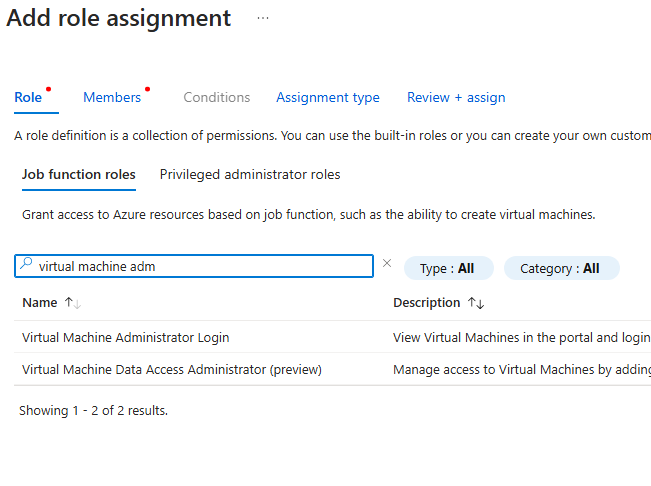 Add role assignment ...
Role Members Conditions Assignment type Review + assign
A role definition is a collection of permissions. You can use the built-in roles or you can create your own custom
Job function roles Privileged administrator roles
Grant access to Azure resources based on job function, such as the ability to create virtual machines.
virtual machine adm Type : All Category : All
Name ↑↓ Description ↑↓
Virtual Machine Administrator Login View Virtual Machines in the portal and login
Virtual Machine Data Access Administrator (preview) Manage access to Virtual Machines by adding
Showing 1 - 2 of 2 results.